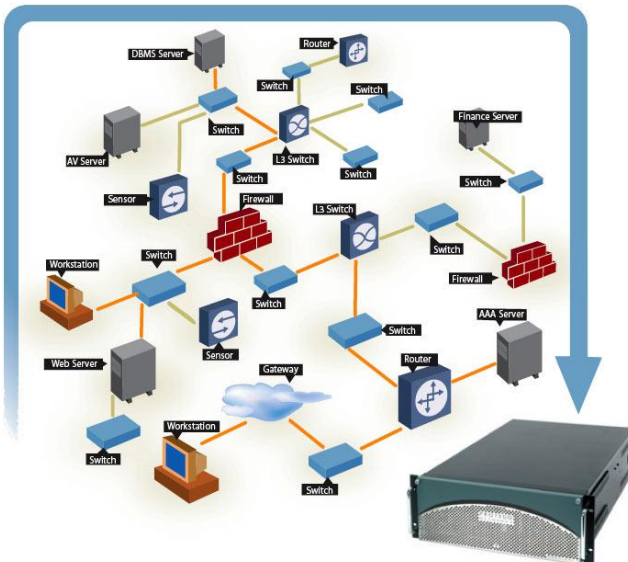 DBMS Server
Router
Switch
Switch
Switch
Finance Server
AV Server
L3 Switch
Switch
Switch
Switch
Sensor
Firewall
L3 Switch
Switch
Workstation
Switch
Switch
Firewall
AAA Server
Switch
Web Server
Sensor
Router
Gateway
Workstation
Switch
Switch